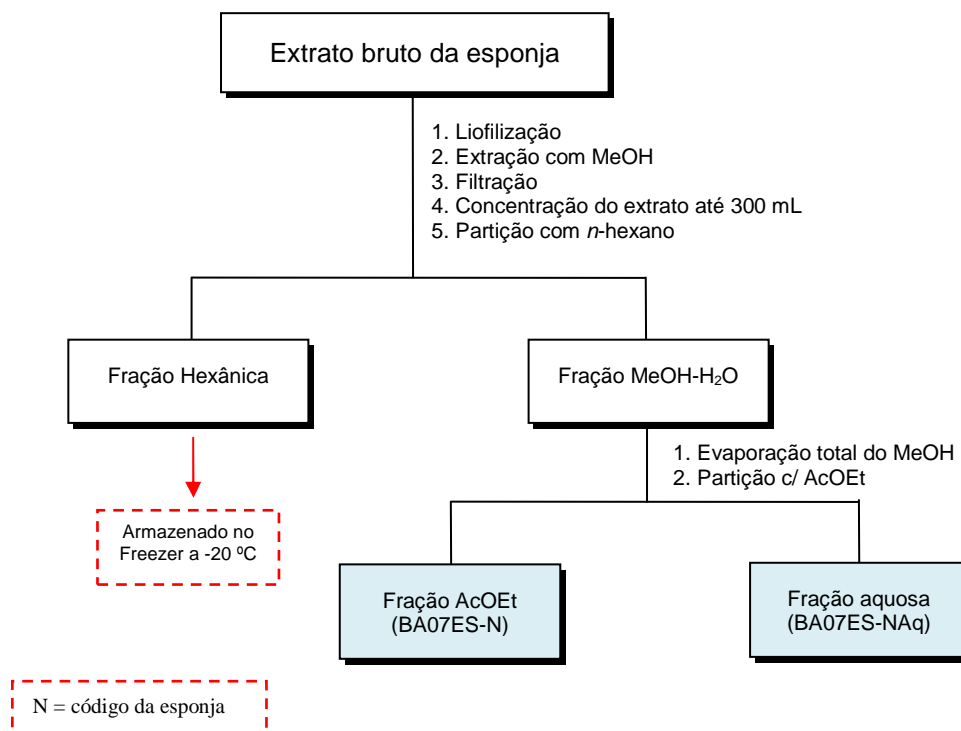 Extrato bruto da esponja
1. Liofilização
2. Extração com MeOH
3. Filtração
4. Concentração do extrato até 300 mL
5. Partição com n-hexano
Fração Hexânica
Fração MeOH-H₂O
1. Evaporação total do MeOH
2. Partição c/ AcOEt
Armazenado no
Freezer a -20 ºC
Fração AcOEt
(BA07ES-N)
Fração aquosa
(BA07ES-NAq)
N = código da esponja